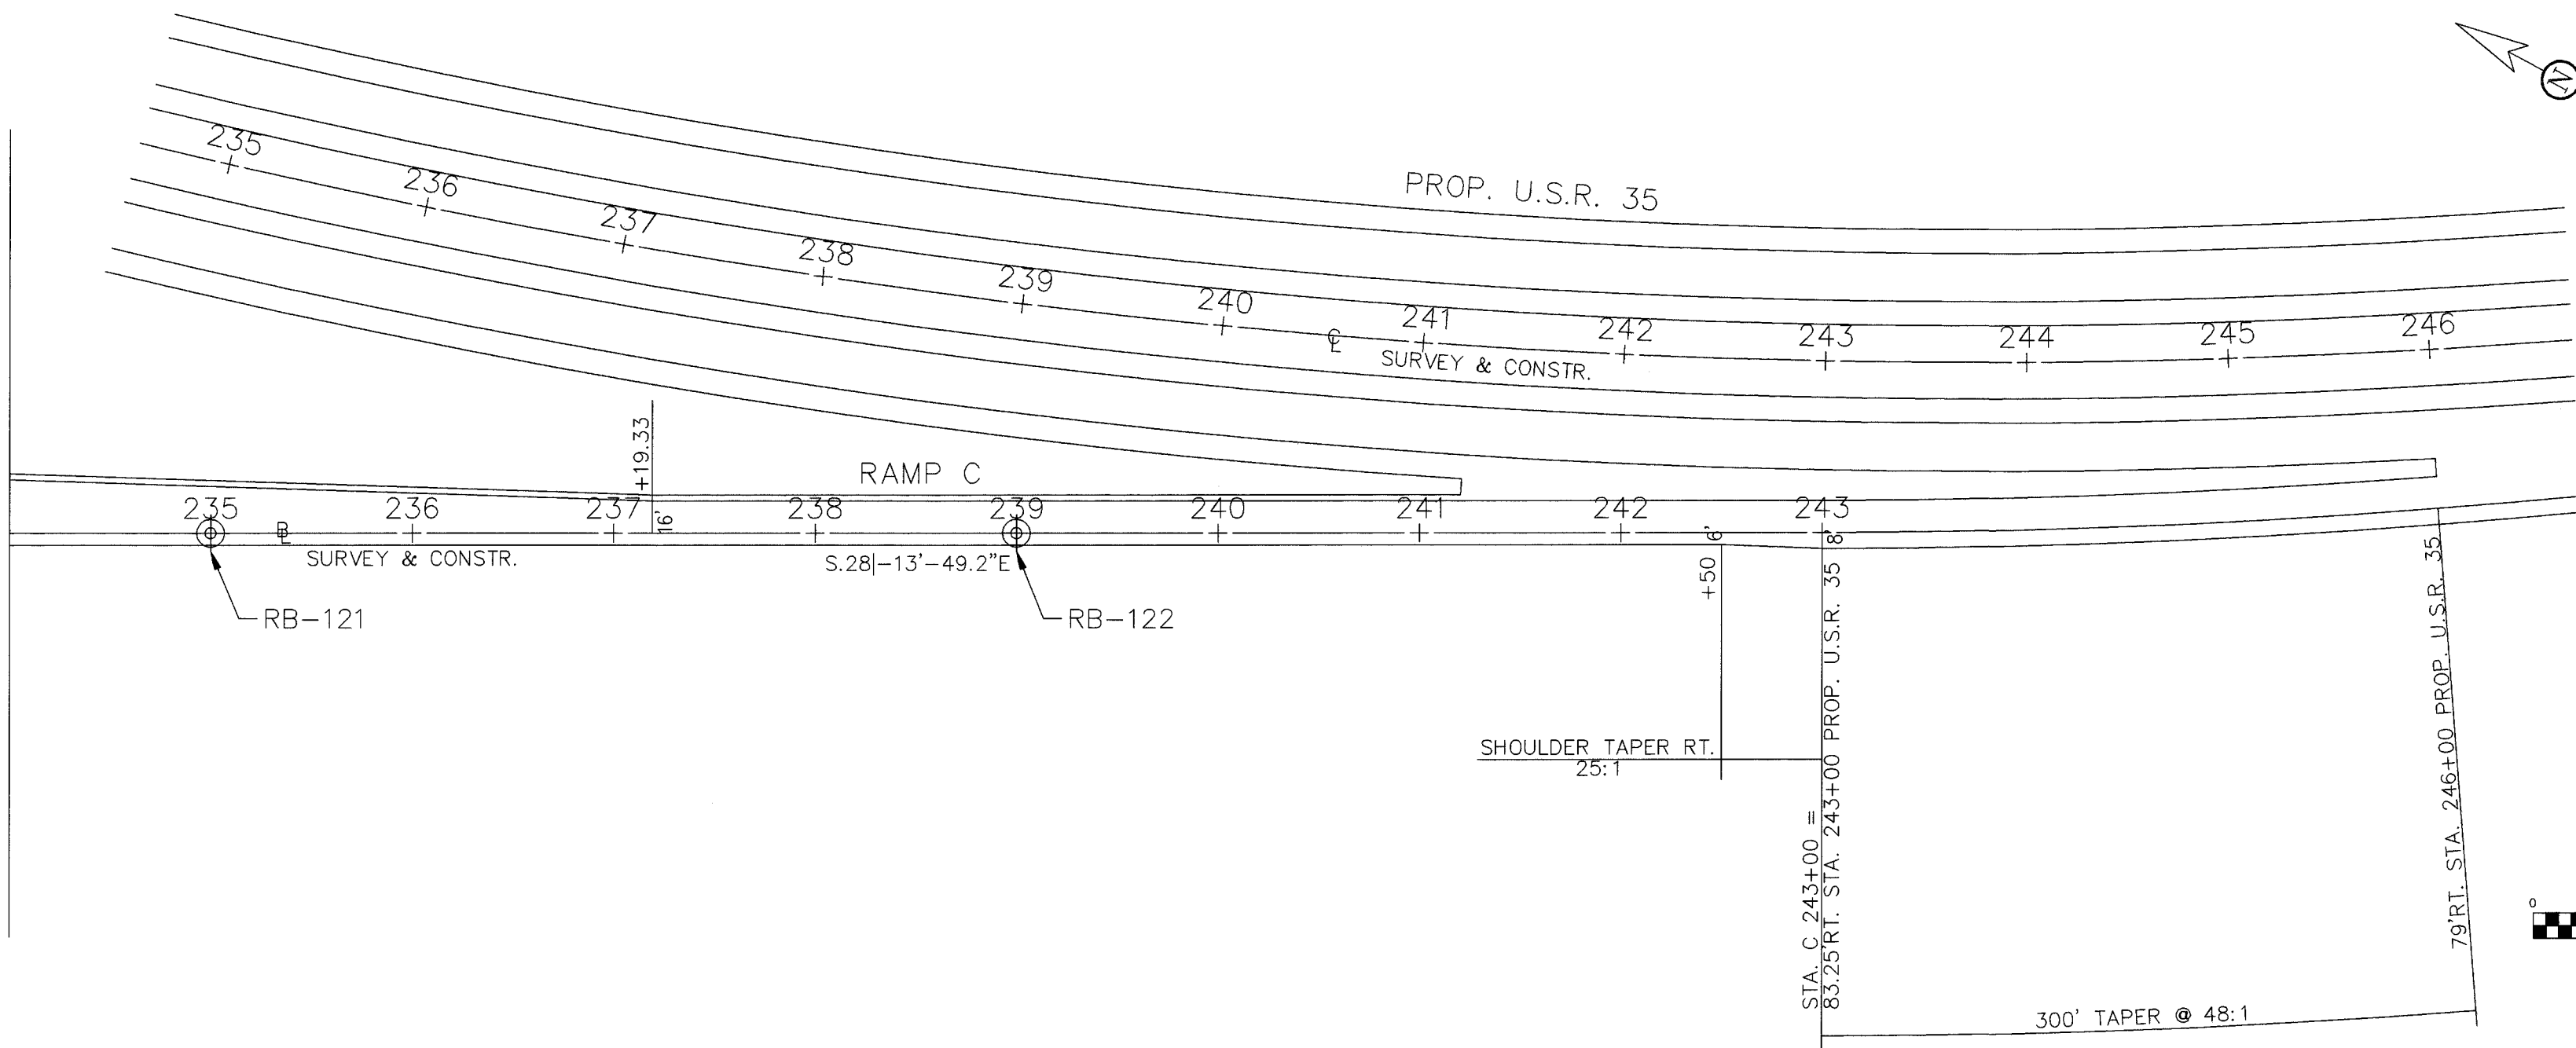 N
PROP. U.S.R. 35
235
236
237
238
239
240
241
242
243
244
245
246
℄
SURVEY & CONSTR.
+19.33
16'
RAMP C
235
236
237
238
239
240
241
242
243
BL
SURVEY & CONSTR.
S.28|-13'-49.2"E
RB-121
RB-122
6'
+50
8'
SHOULDER TAPER RT.
25:1
STA. C 243+00 =
83.25'RT. STA. 243+00 PROP. U.S.R. 35
79'RT. STA. 246+00 PROP. U.S.R. 35
300' TAPER @ 48:1
0